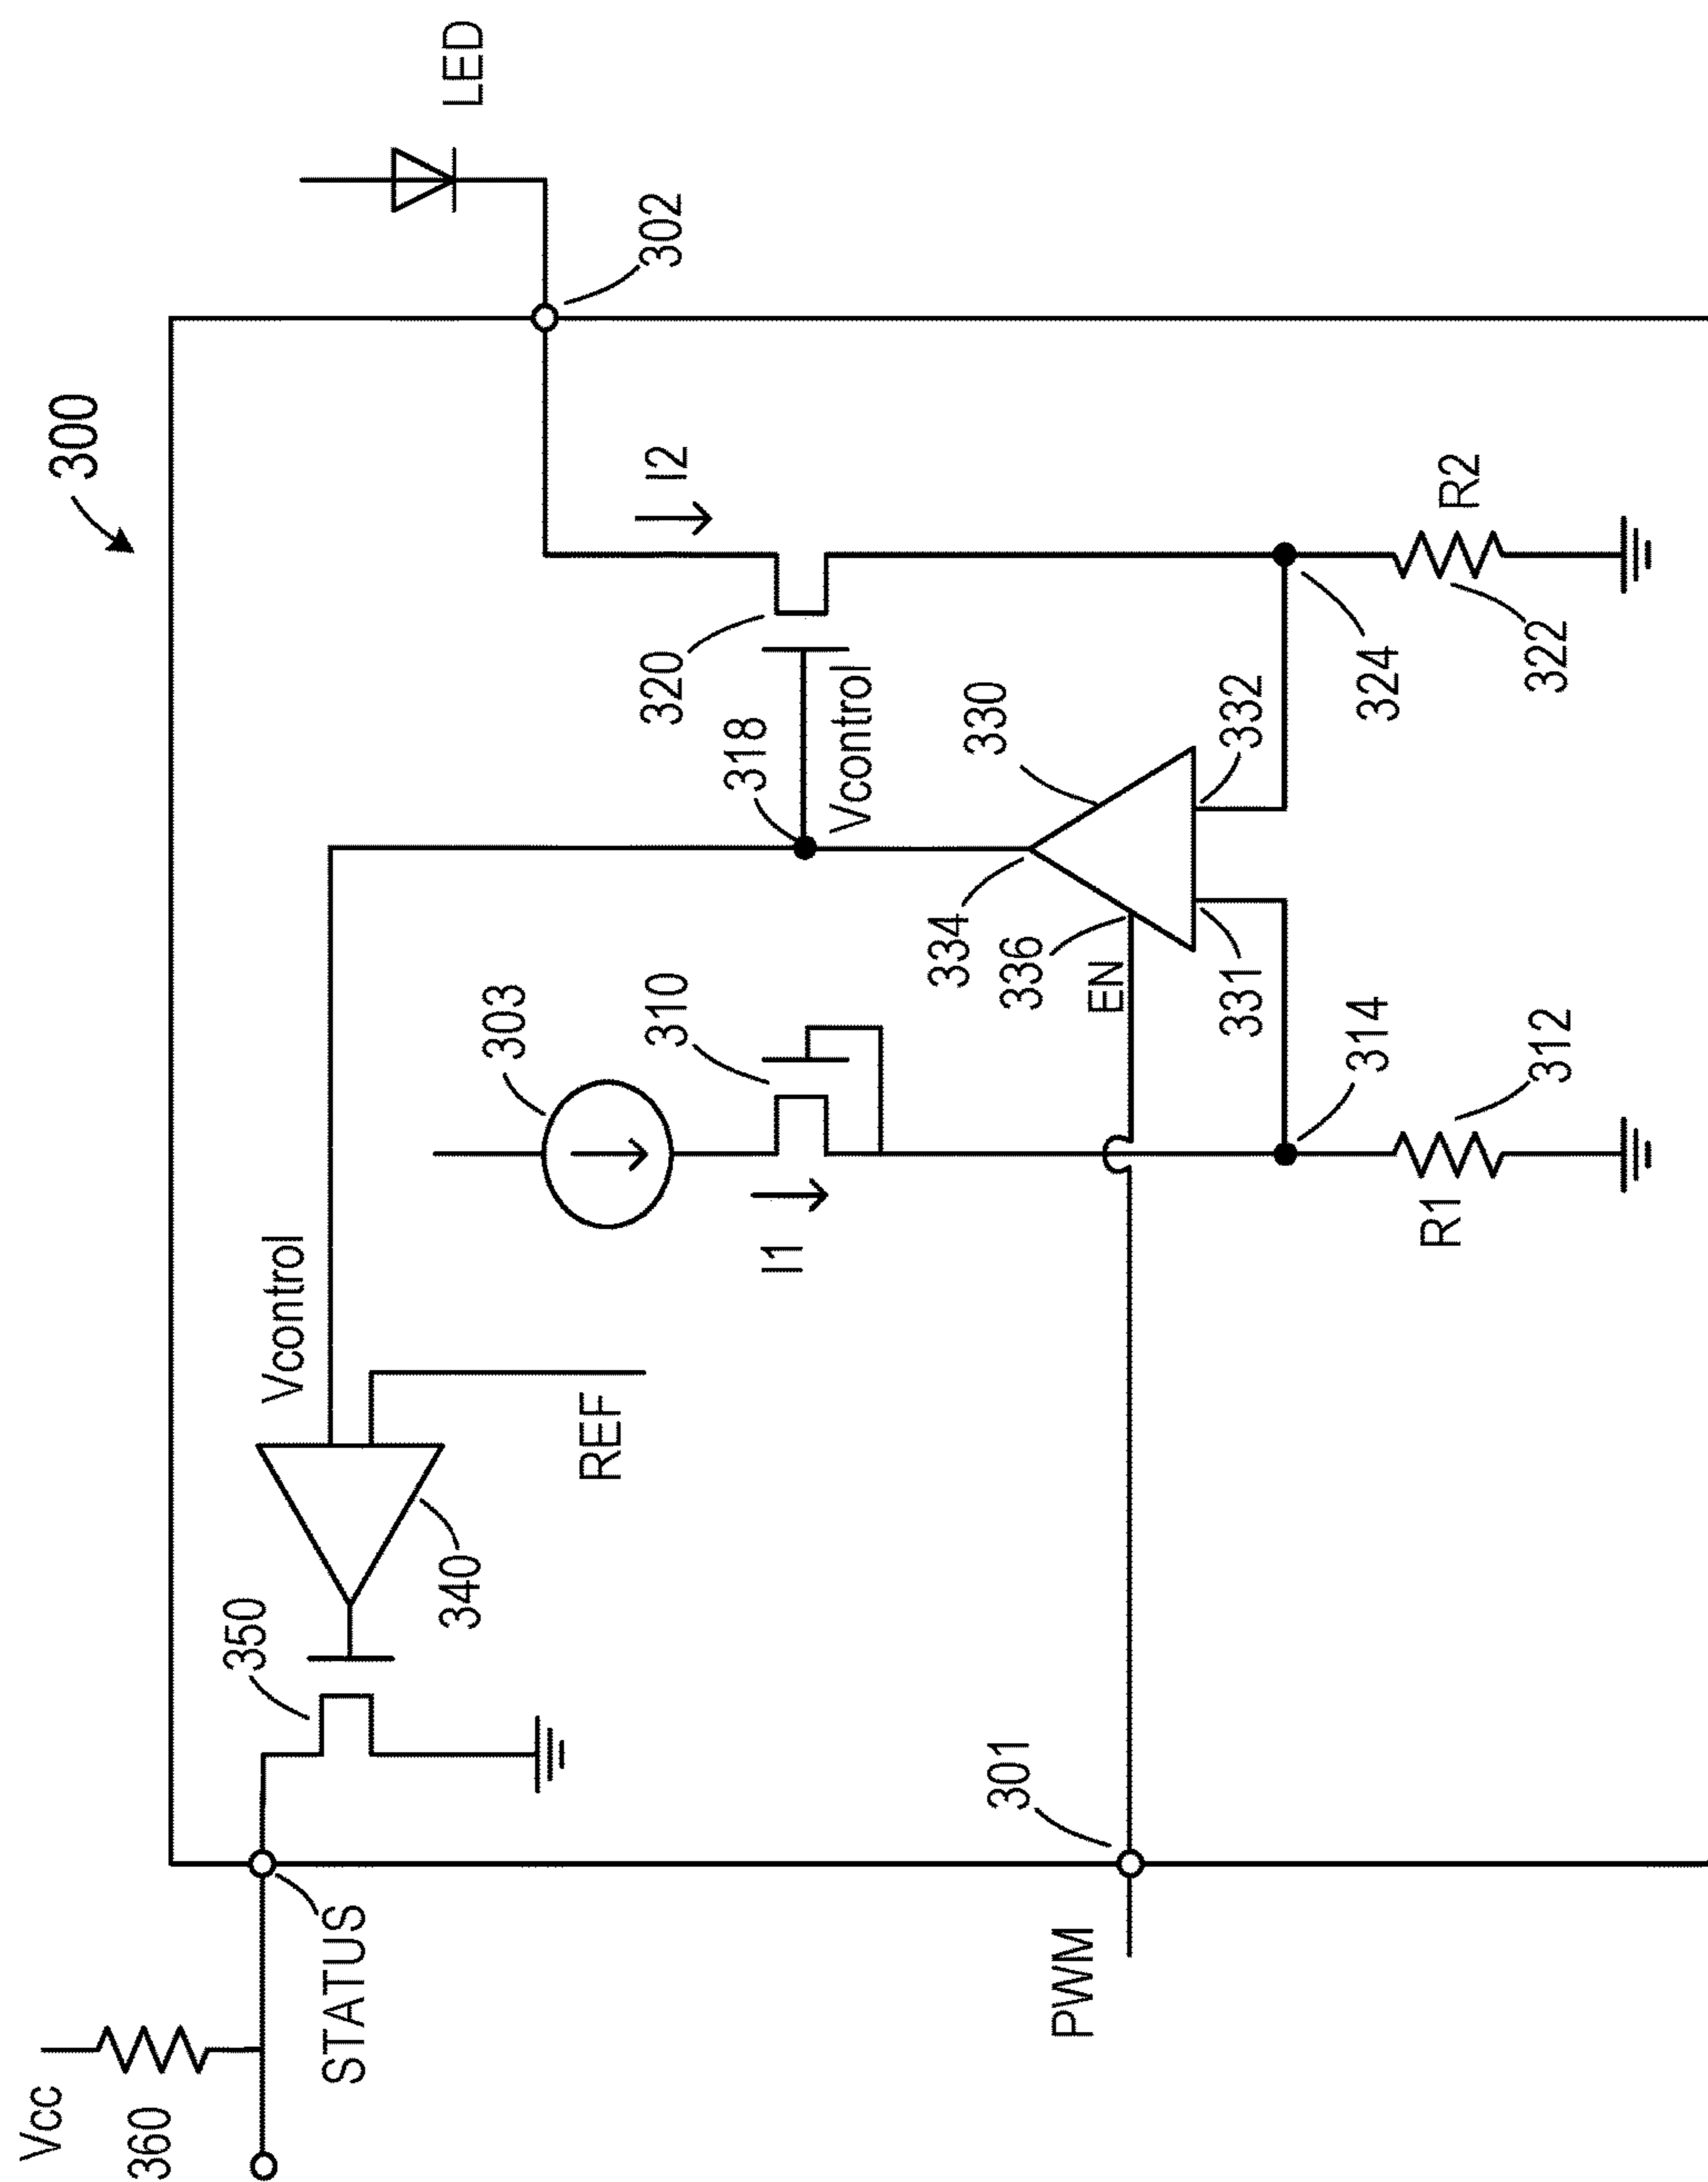 300
Vcc
360
STATUS
350
340
Vcontrol
REF
303
I1
310
318
Vcontrol
320
I2
302
LED
PWM
301
EN
336
334
330
331
332
R1
312
314
324
322
R2